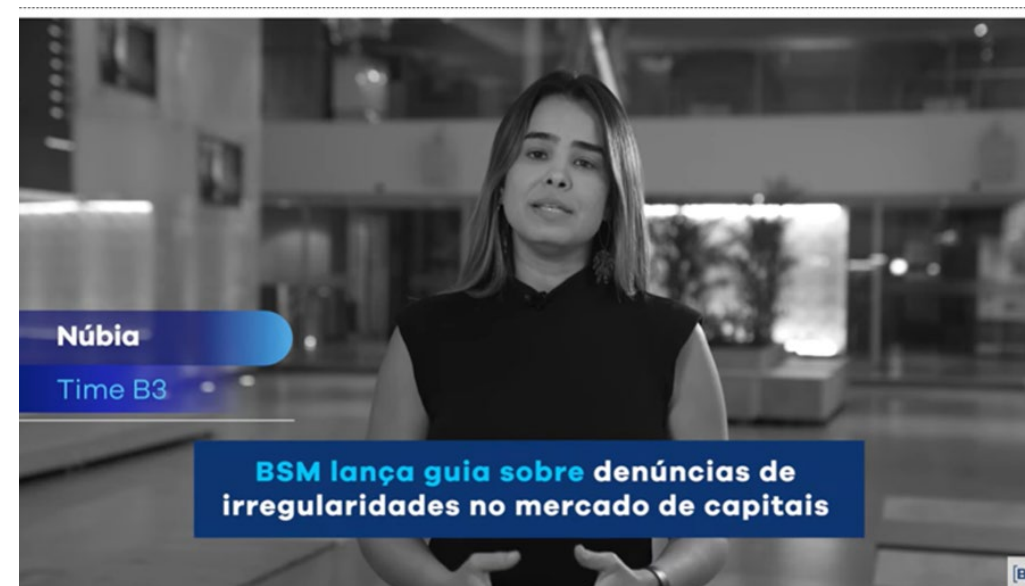 Núbia
Time B3
BSM lança guia sobre denúncias de
irregularidades no mercado de capitais
[B